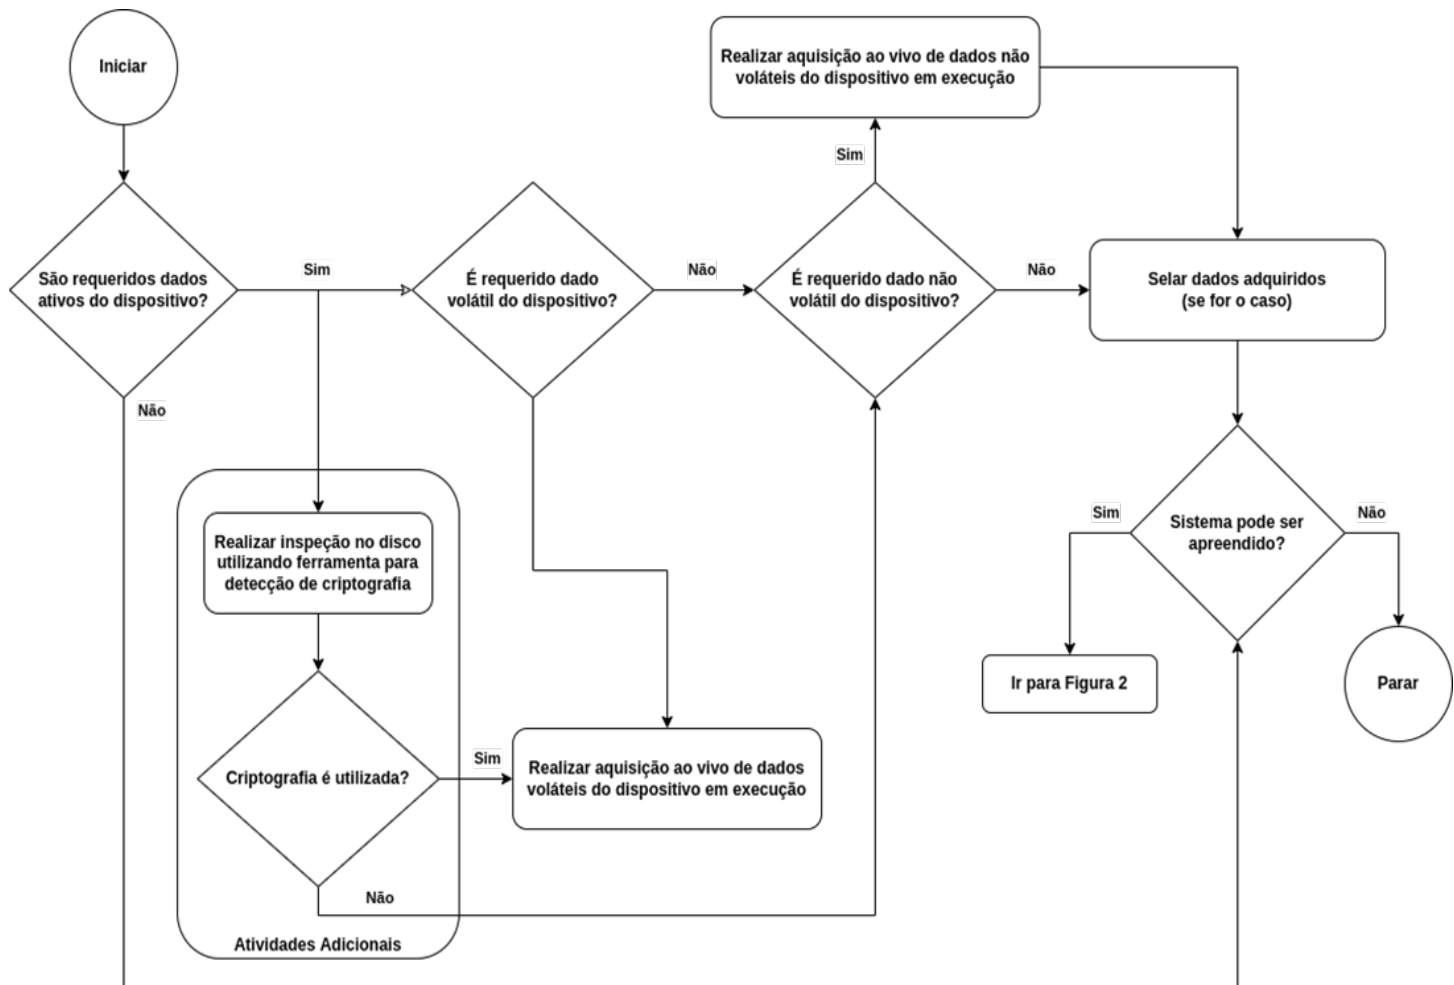 Iniciar
Realizar aquisição ao vivo de dados não
voláteis do dispositivo em execução
Sim
São requeridos dados
ativos do dispositivo?
Sim
É requerido dado
volátil do dispositivo?
Não
É requerido dado não
volátil do dispositivo?
Não
Selar dados adquiridos
(se for o caso)
Não
Realizar inspeção no disco
utilizando ferramenta para
detecção de criptografia
Sim
Sistema pode ser
apreendido?
Não
Ir para Figura 2
Parar
Criptografia é utilizada?
Sim
Realizar aquisição ao vivo de dados
voláteis do dispositivo em execução
Não
Atividades Adicionais